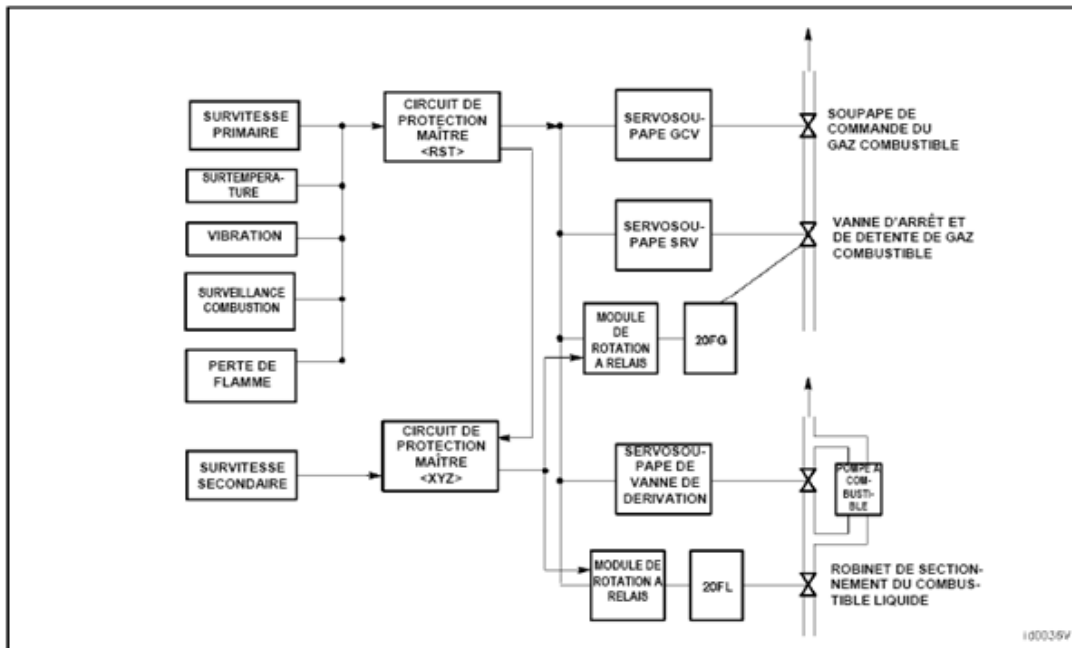 SURVITESSE
PRIMAIRE
SURTEMPERA-
TURE
VIBRATION
SURVEILLANCE
COMBUSTION
PERTE DE
FLAMME
SURVITESSE
SECONDAIRE
CIRCUIT DE
PROTECTION
MAÎTRE
<RST>
CIRCUIT DE
PROTECTION
MAÎTRE
<XYZ>
SERVOSOU-
PAPE GCV
SERVOSOU-
PAPE SRV
MODULE
DE
ROTATION
A RELAIS
20FG
SERVOSOU-
PAPE DE
VANNE DE
DERIVATION
MODULE DE
ROTATION A
RELAIS
20FL
SOUPAPE DE
COMMANDE DU
GAZ COMBUSTIBLE
VANNE D'ARRÊT ET
DE DETENTE DE GAZ
COMBUSTIBLE
POMPE A
COM-
BUSTI-
BLE
ROBINET DE SECTION-
NEMENT DU COMBUS-
TIBLE LIQUIDE
id0036V